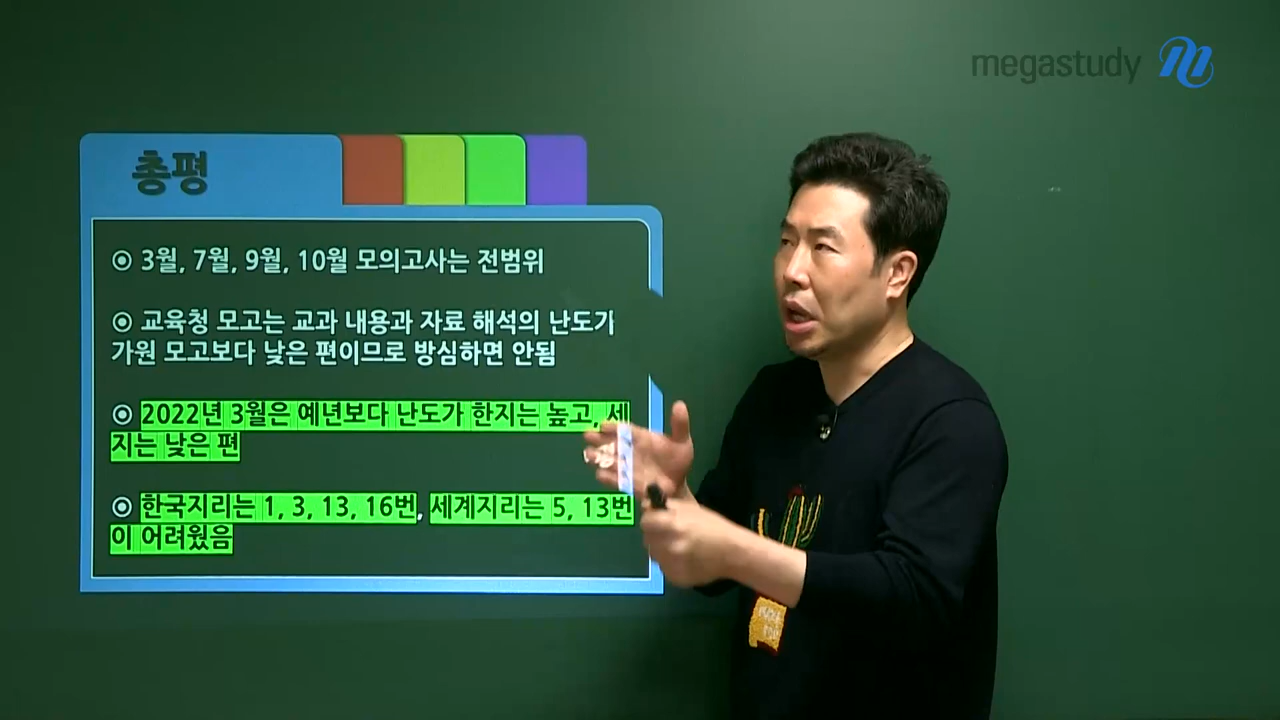 megastudy
총평
◉ 3월, 7월, 9월, 10월 모의고사는 전범위
◉ 교육청 모고는 교과 내용과 자료 해석의 난도가
가원 모고보다 낮은 편이므로 방심하면 안됨
◉ 2022년 3월은 예년보다 난도가 한지는 높고, 세
지는 낮은 편
◉ 한국지리는 1, 3, 13, 16번, 세계지리는 5, 13번
이 어려웠음